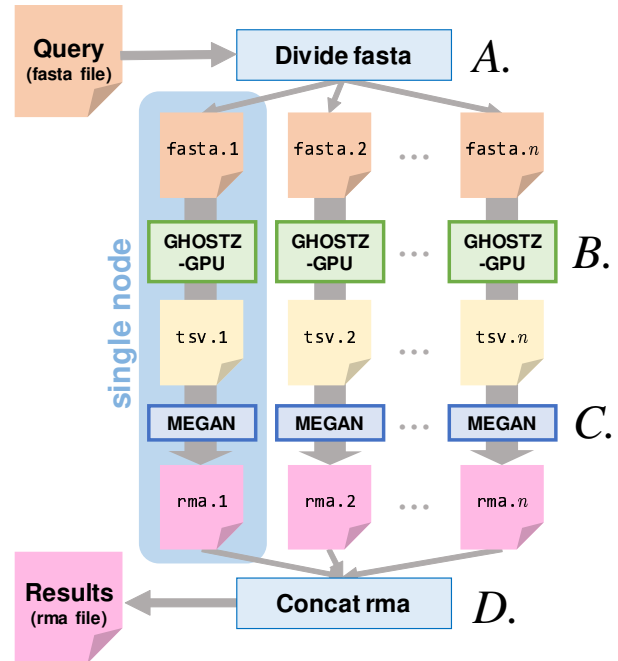 Query
(fasta file)
Divide fasta
A.
fasta.1
fasta.2
...
fasta.n
GHOSTZ
-GPU
GHOSTZ
-GPU
...
GHOSTZ
-GPU
B.
single node
tsv.1
tsv.2
...
tsv.n
MEGAN
MEGAN
...
MEGAN
C.
rma.1
rma.2
...
rma.n
Results
(rma file)
Concat rma
D.